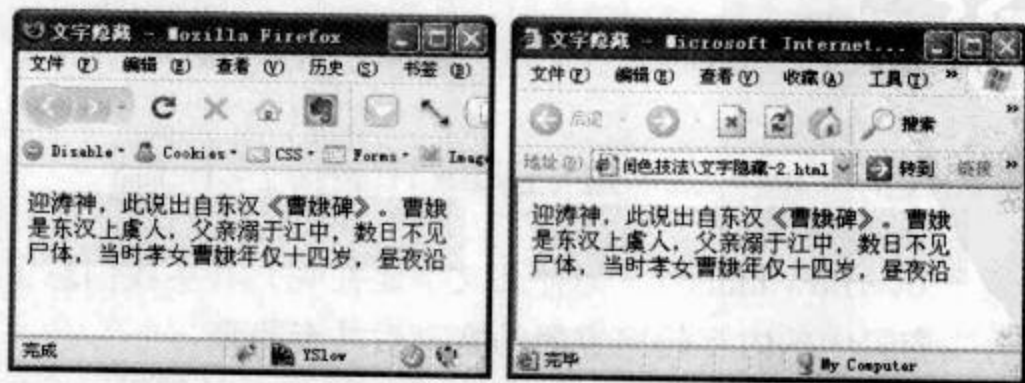 文字隐藏 - Mozilla Firefox
文件(F) 编辑(E) 查看(V) 历史(S) 书签(B)
Disable Cookies CSS Forms Image
迎涛神，此说出自东汉《曹娥碑》。曹娥
是东汉上虞人，父亲溺于江中，数日不见
尸体，当时孝女曹娥年仅十四岁，昼夜沿
完成 YSlow
文字隐藏 - Microsoft Internet...
文件(F) 编辑(E) 查看(V) 收藏(A) 工具(T) »
后退 搜索 »
地址(D) 闰色技法\文字隐藏-2.html 转到 链接 »
迎涛神，此说出自东汉《曹娥碑》。曹娥
是东汉上虞人，父亲溺于江中，数日不见
尸体，当时孝女曹娥年仅十四岁，昼夜沿
完毕 My Computer